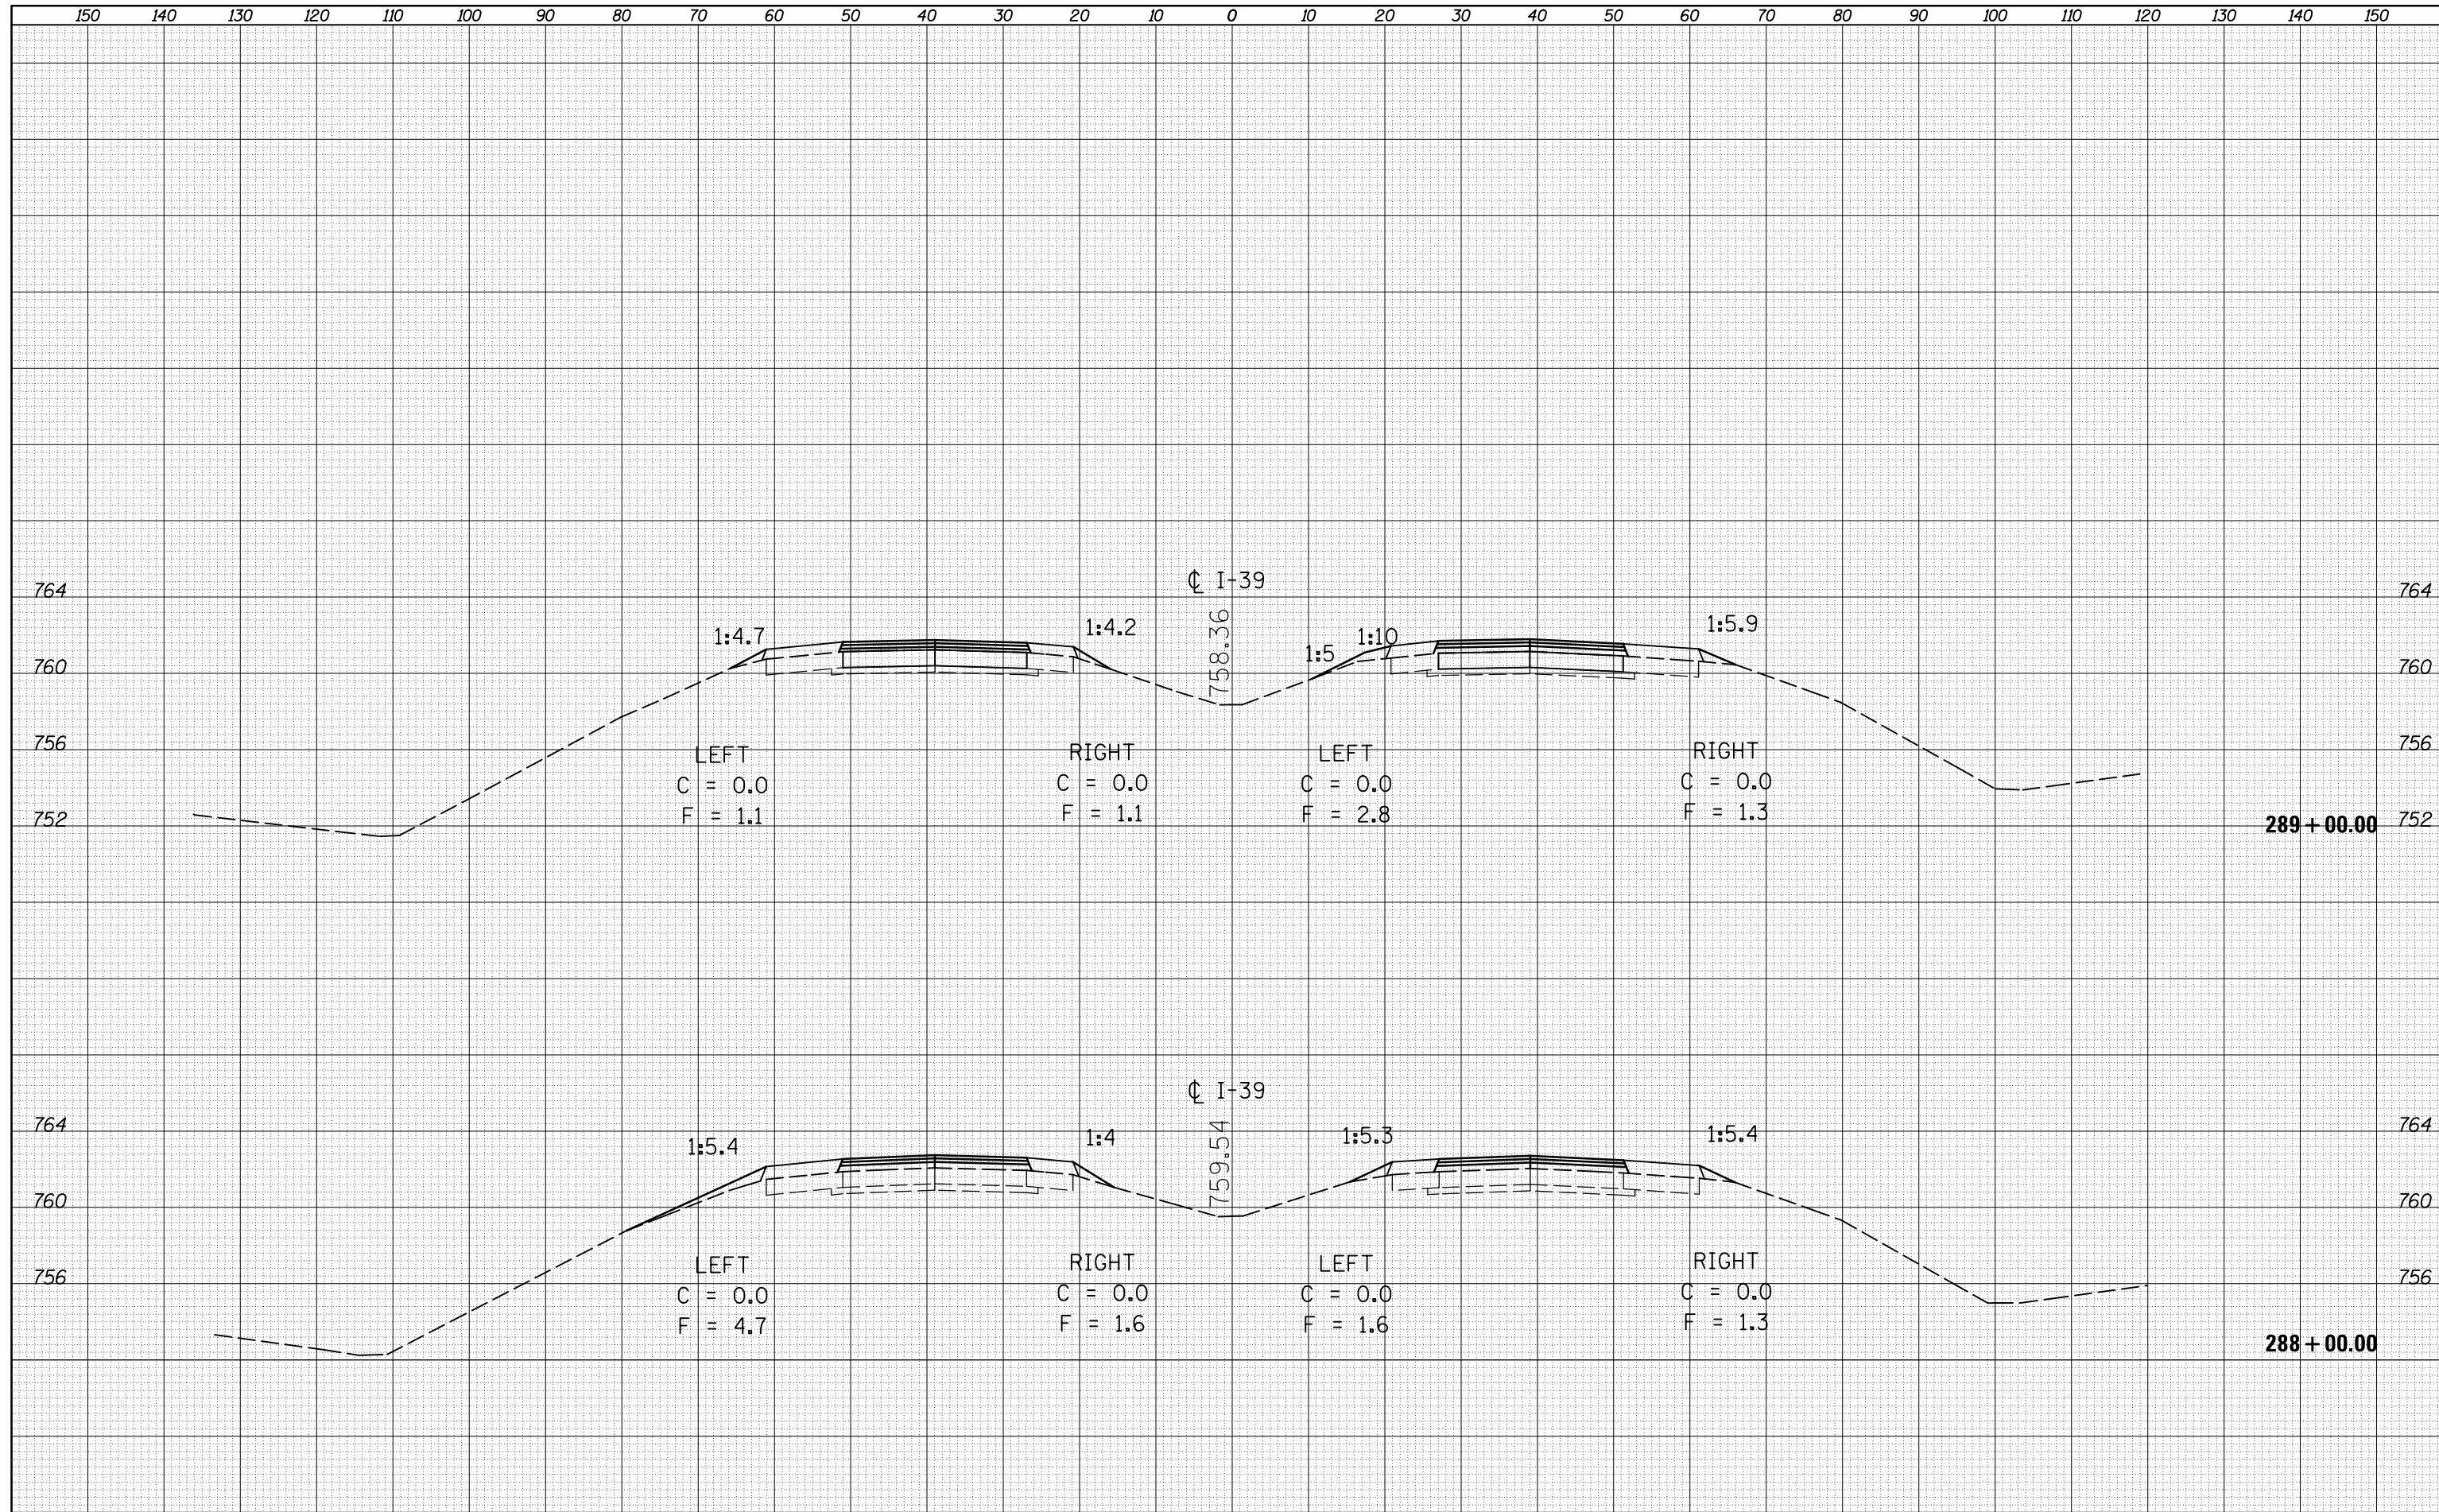 150 140 130 120 110 100 90 80 70 60 50 40 30 20 10 0 10 20 30 40 50 60 70 80 90 100 110 120 130 140 150
℄ I-39
764 764
758.36
1:4.7 1:4.2 1:5 1:10 1:5.9
760 760
756 756
LEFT RIGHT LEFT RIGHT
C = 0.0 C = 0.0 C = 0.0 C = 0.0
F = 1.1 F = 1.1 F = 2.8 F = 1.3
752 289+00.00 752
℄ I-39
764 764
759.54
1:5.4 1:4 1:5.3 1:5.4
760 760
756 756
LEFT RIGHT LEFT RIGHT
C = 0.0 C = 0.0 C = 0.0 C = 0.0
F = 4.7 F = 1.6 F = 1.6 F = 1.3
288+00.00